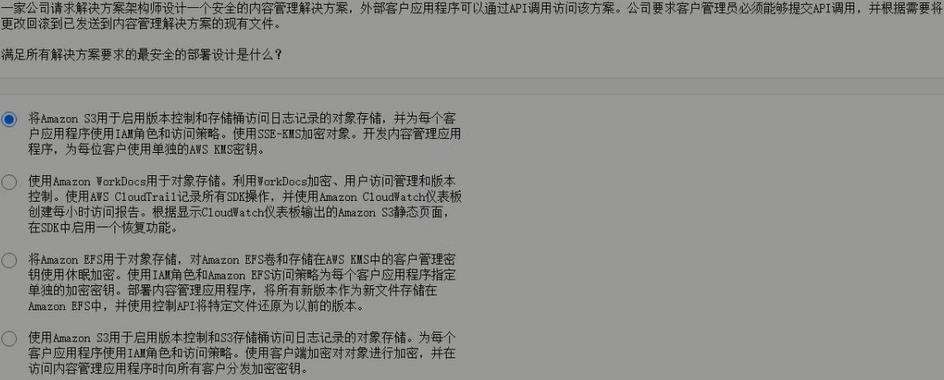 一家公司请求解决方案架构师设计一个安全的内容管理解决方案，外部客户应用程序可以通过API调用访问该方案。公司要求客户管理员必须能够提交API调用，并根据需要将
更改回滚到已发送到内容管理解决方案的现有文件。
满足所有解决方案要求的最安全的部署设计是什么？
将Amazon S3用于启用版本控制和存储桶访问日志记录的对象存储，并为每个客
户应用程序使用IAM角色和访问策略。使用SSE-KMS加密对象。开发内容管理应用
程序，为每位客户使用单独的AWS KMS密钥。
使用Amazon WorkDocs用于对象存储。利用WorkDocs加密、用户访问管理和版本
控制。使用AWS CloudTrail记录所有SDK操作，并使用Amazon CloudWatch仪表板
创建每小时访问报告。根据显示CloudWatch仪表板输出的Amazon S3静态页面，
在SDK中启用一个恢复功能。
将Amazon EFS用于对象存储，对Amazon EFS卷和存储在AWS KMS中的客户管理密
钥使用休眠加密。使用IAM角色和Amazon EFS访问策略为每个客户应用程序指定
单独的加密密钥。部署内容管理应用程序，将所有新版本作为新文件存储在
Amazon EFS中，并使用控制API将特定文件还原为以前的版本。
使用Amazon S3用于启用版本控制和S3存储桶访问日志记录的对象存储。为每个
客户应用程序使用IAM角色和访问策略。使用客户端加密对对象进行加密，并在
访问内容管理应用程序时向所有客户分发加密密钥。